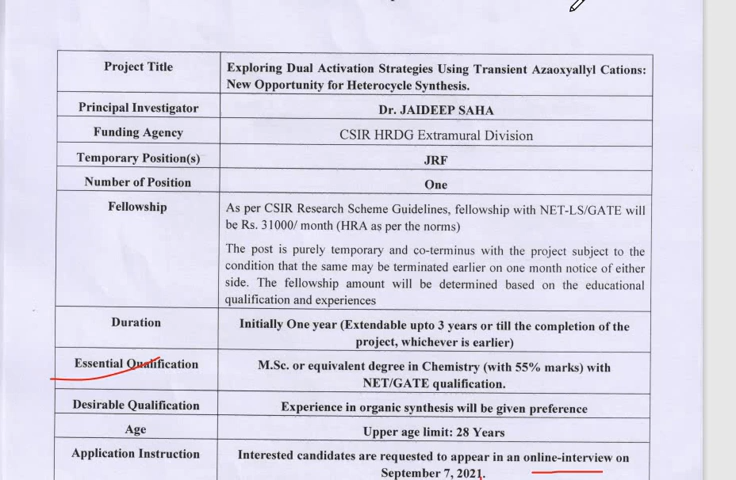 Project Title
Exploring Dual Activation Strategies Using Transient Azaoxyallyl Cations:
New Opportunity for Heterocycle Synthesis.
Principal Investigator
Dr. JAIDEEP SAHA
Funding Agency
CSIR HRDG Extramural Division
Temporary Position(s)
JRF
Number of Position
One
Fellowship
As per CSIR Research Scheme Guidelines, fellowship with NET-LS/GATE will
be Rs. 31000/ month (HRA as per the norms)
The post is purely temporary and co-terminus with the project subject to the
condition that the same may be terminated earlier on one month notice of either
side. The fellowship amount will be determined based on the educational
qualification and experiences
Duration
Initially One year (Extendable upto 3 years or till the completion of the
project, whichever is earlier)
Essential Qualification
M.Sc. or equivalent degree in Chemistry (with 55% marks) with
NET/GATE qualification.
Desirable Qualification
Experience in organic synthesis will be given preference
Age
Upper age limit: 28 Years
Application Instruction
Interested candidates are requested to appear in an online-interview on
September 7, 2021.